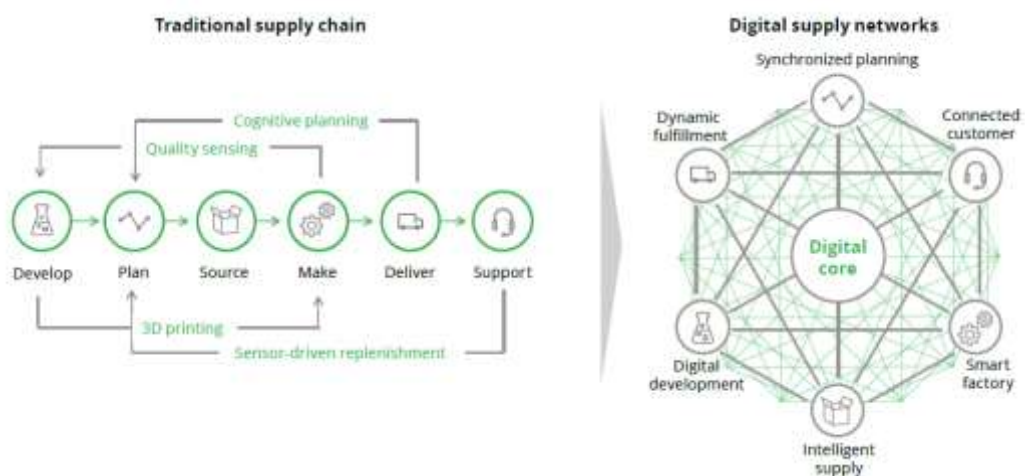 Traditional supply chain
Cognitive planning
Quality sensing
Develop
Plan
Source
Make
Deliver
Support
3D printing
Sensor-driven replenishment
Digital supply networks
Synchronized planning
Dynamic
fulfillment
Connected
customer
Digital
core
Digital
development
Smart
factory
Intelligent
supply